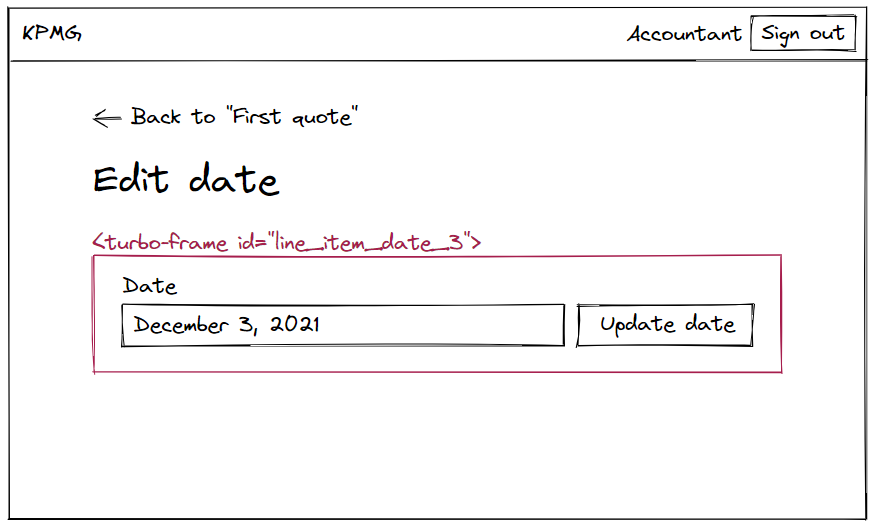 KPMG Accountant Sign out
← Back to "First quote"
Edit date
<turbo-frame id="line_item_date_3">
Date
December 3, 2021 Update date